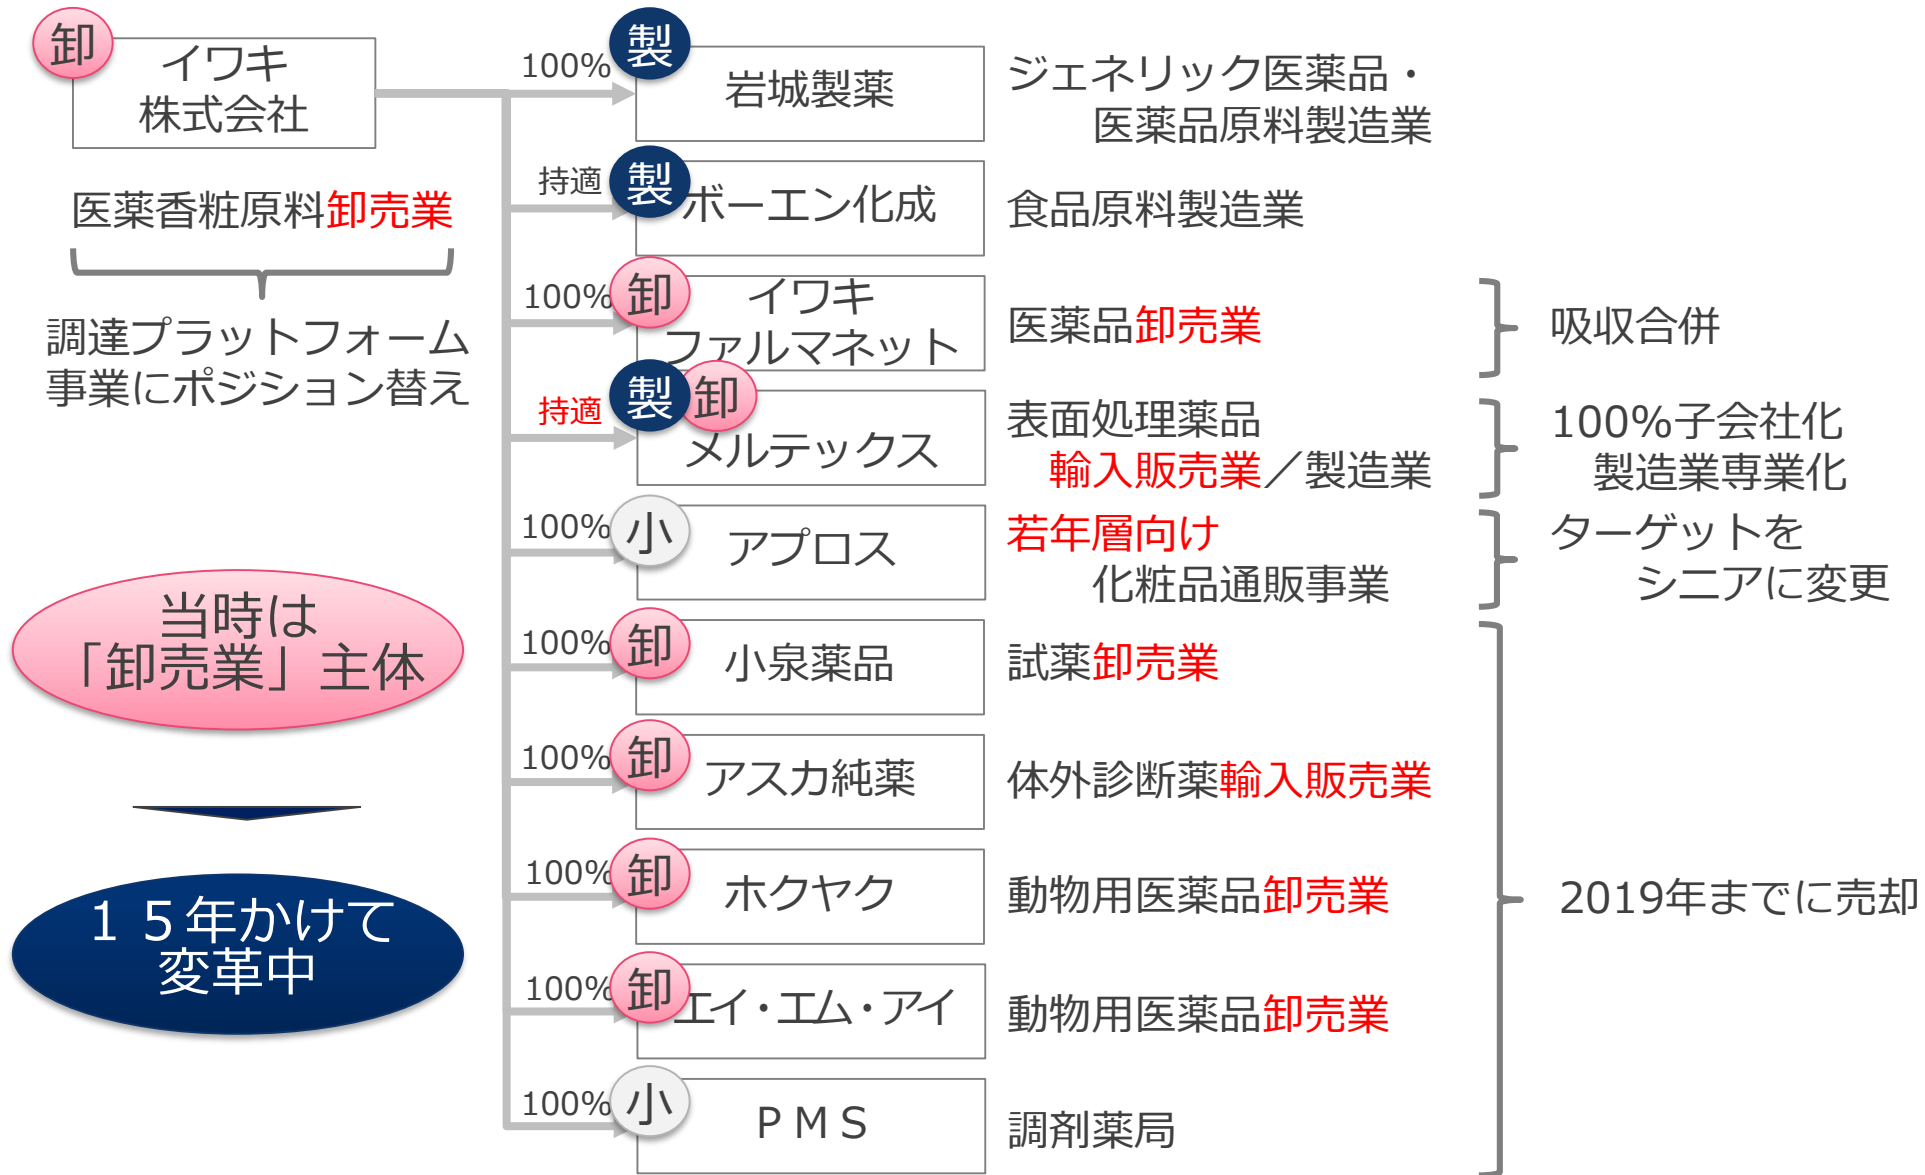 卸
イワキ
株式会社
医薬香粧原料卸売業
調達プラットフォーム
事業にポジション替え
当時は
「卸売業」主体
１５年かけて
変革中
100%
製
岩城製薬
ジェネリック医薬品・
医薬品原料製造業
持適
製
ボーエン化成
食品原料製造業
100%
卸
イワキ
ファルマネット
医薬品卸売業
吸収合併
持適
製
卸
メルテックス
表面処理薬品
輸入販売業／製造業
100%子会社化
製造業専業化
100%
小
アプロス
若年層向け
化粧品通販事業
ターゲットを
シニアに変更
100%
卸
小泉薬品
試薬卸売業
100%
卸
アスカ純薬
体外診断薬輸入販売業
100%
卸
ホクヤク
動物用医薬品卸売業
2019年までに売却
100%
卸
エイ・エム・アイ
動物用医薬品卸売業
100%
小
ＰＭＳ
調剤薬局